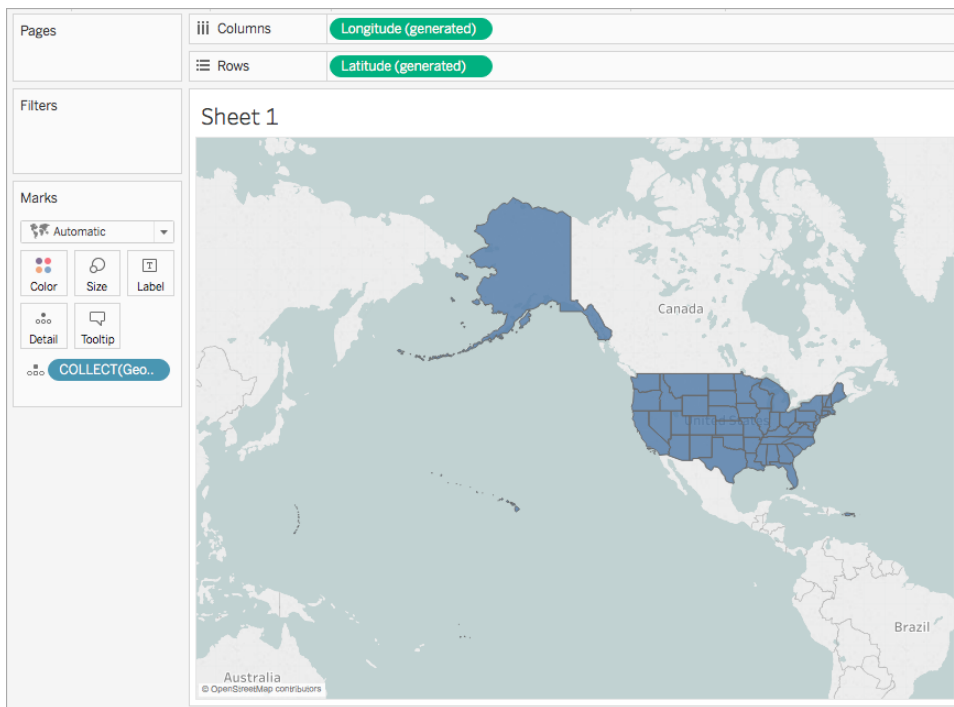 Pages
Columns
Longitude (generated)
Rows
Latitude (generated)
Filters
Sheet 1
Marks
Automatic
Color
Size
T
Label
Detail
Tooltip
COLLECT(Geo..
Canada
United States
Brazil
Australia
© OpenStreetMap contributors